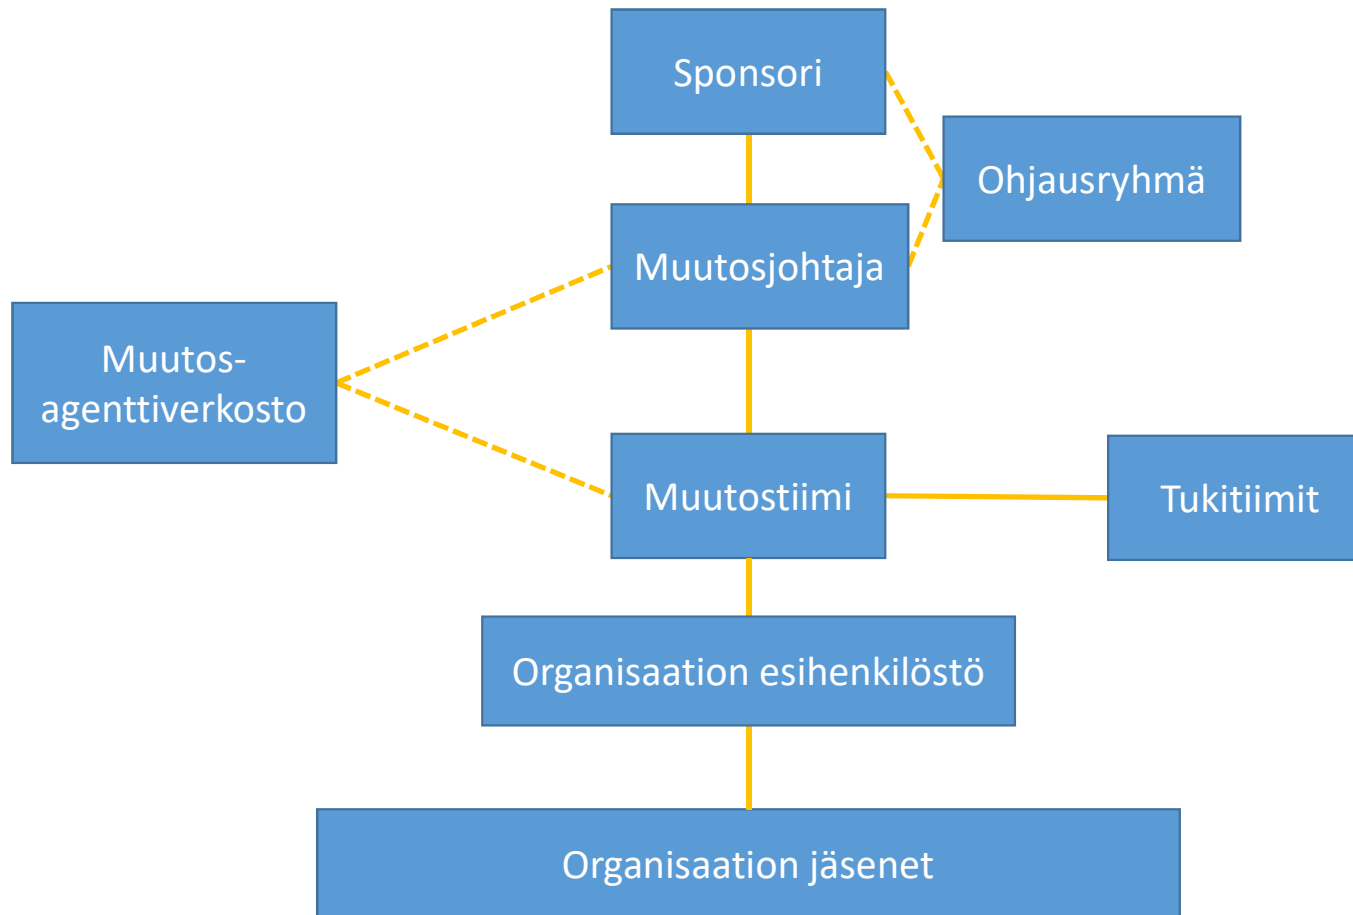 Sponsori
Ohjausryhmä
Muutosjohtaja
Muutos-
agenttiverkosto
Muutostiimi
Tukitiimit
Organisaation esihenkilöstö
Organisaation jäsenet